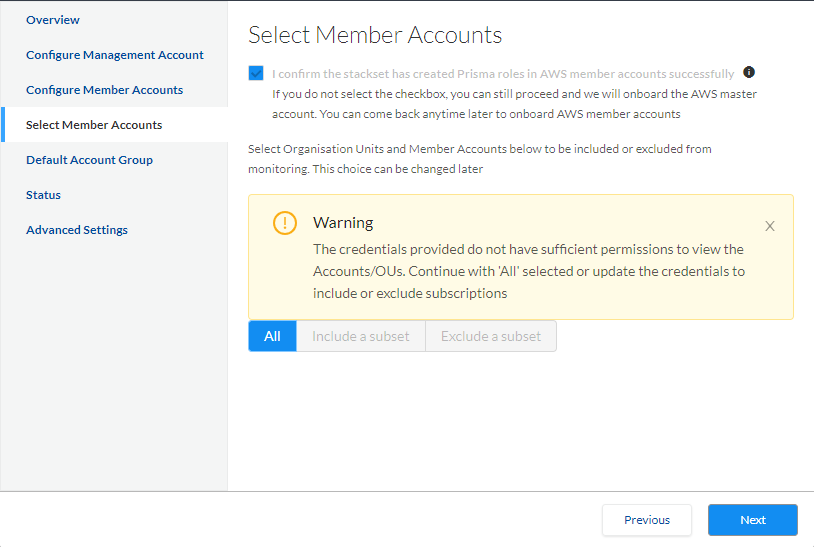 Overview
Configure Management Account
Configure Member Accounts
Select Member Accounts
Default Account Group
Status
Advanced Settings
Select Member Accounts
I confirm the stackset has created Prisma roles in AWS member accounts successfully
If you do not select the checkbox, you can still proceed and we will onboard the AWS master
account. You can come back anytime later to onboard AWS member accounts
Select Organisation Units and Member Accounts below to be included or excluded from
monitoring. This choice can be changed later
Warning
The credentials provided do not have sufficient permissions to view the
Accounts/OUs. Continue with 'All' selected or update the credentials to
include or exclude subscriptions
All Include a subset Exclude a subset
Previous Next